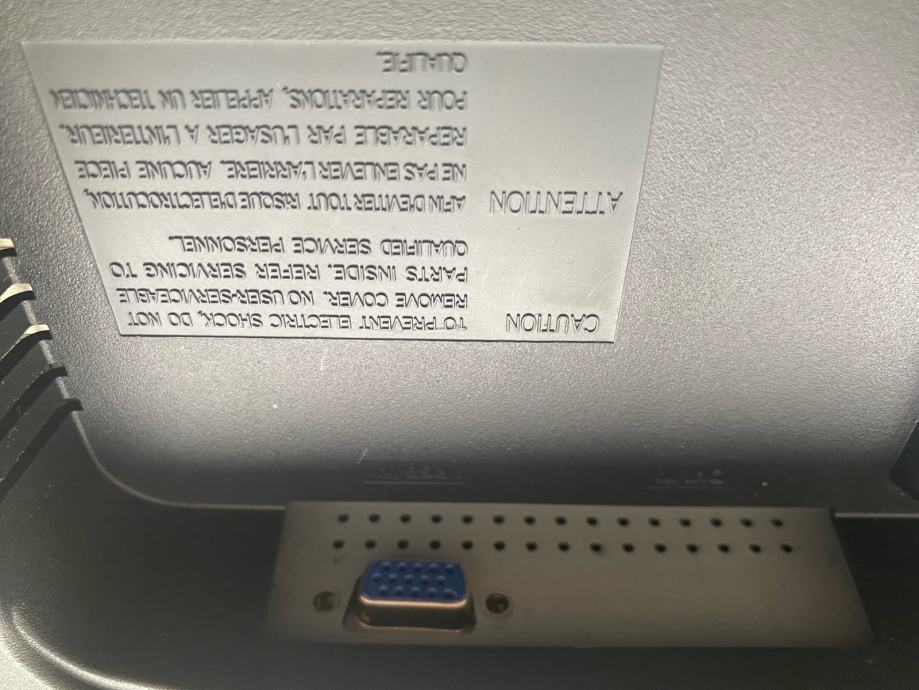 CAUTION
TO PREVENT ELECTRIC SHOCK, DO NOT
REMOVE COVER. NO USER-SERVICEABLE
PARTS INSIDE. REFER SERVICING TO
QUALIFIED SERVICE PERSONNEL.
ATTENTION
AFIN D'EVITER TOUT RISQUE D'ELECTROCUTION,
NE PAS ENLEVER L'ARRIERE. AUCUNE PIECE
REPARABLE PAR L'USAGER A L'INTERIEUR.
POUR REPARATIONS, APPELIER UN TECHNICIEN
QUALIFIE.